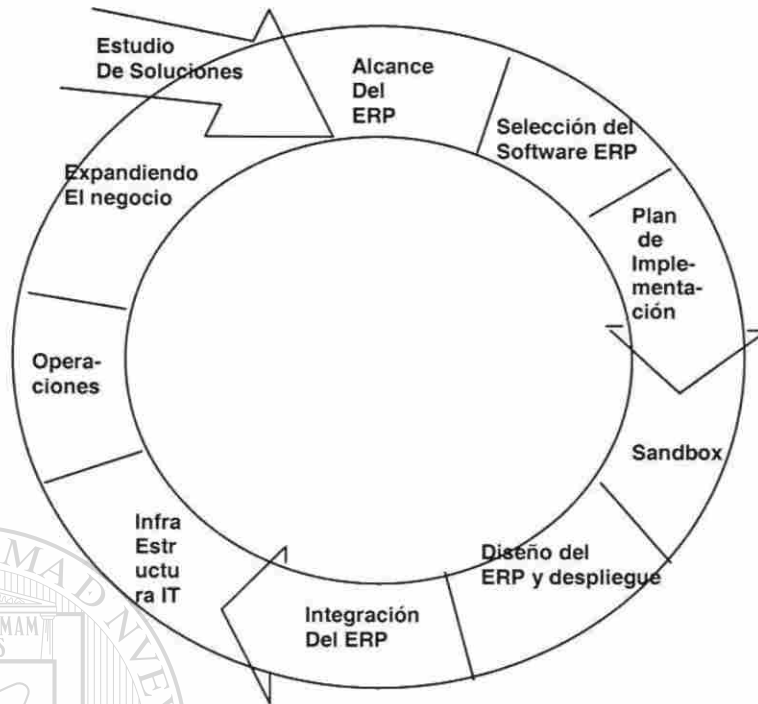 Estudio
De Soluciones
Alcance
Del
ERP
Selección del
Software ERP
Plan
de
Imple-
menta-
ción
Sandbox
Diseño del
ERP y despliegue
Integración
Del ERP
Infra
Estr
uctu
ra IT
Opera-
ciones
Expandiendo
El negocio